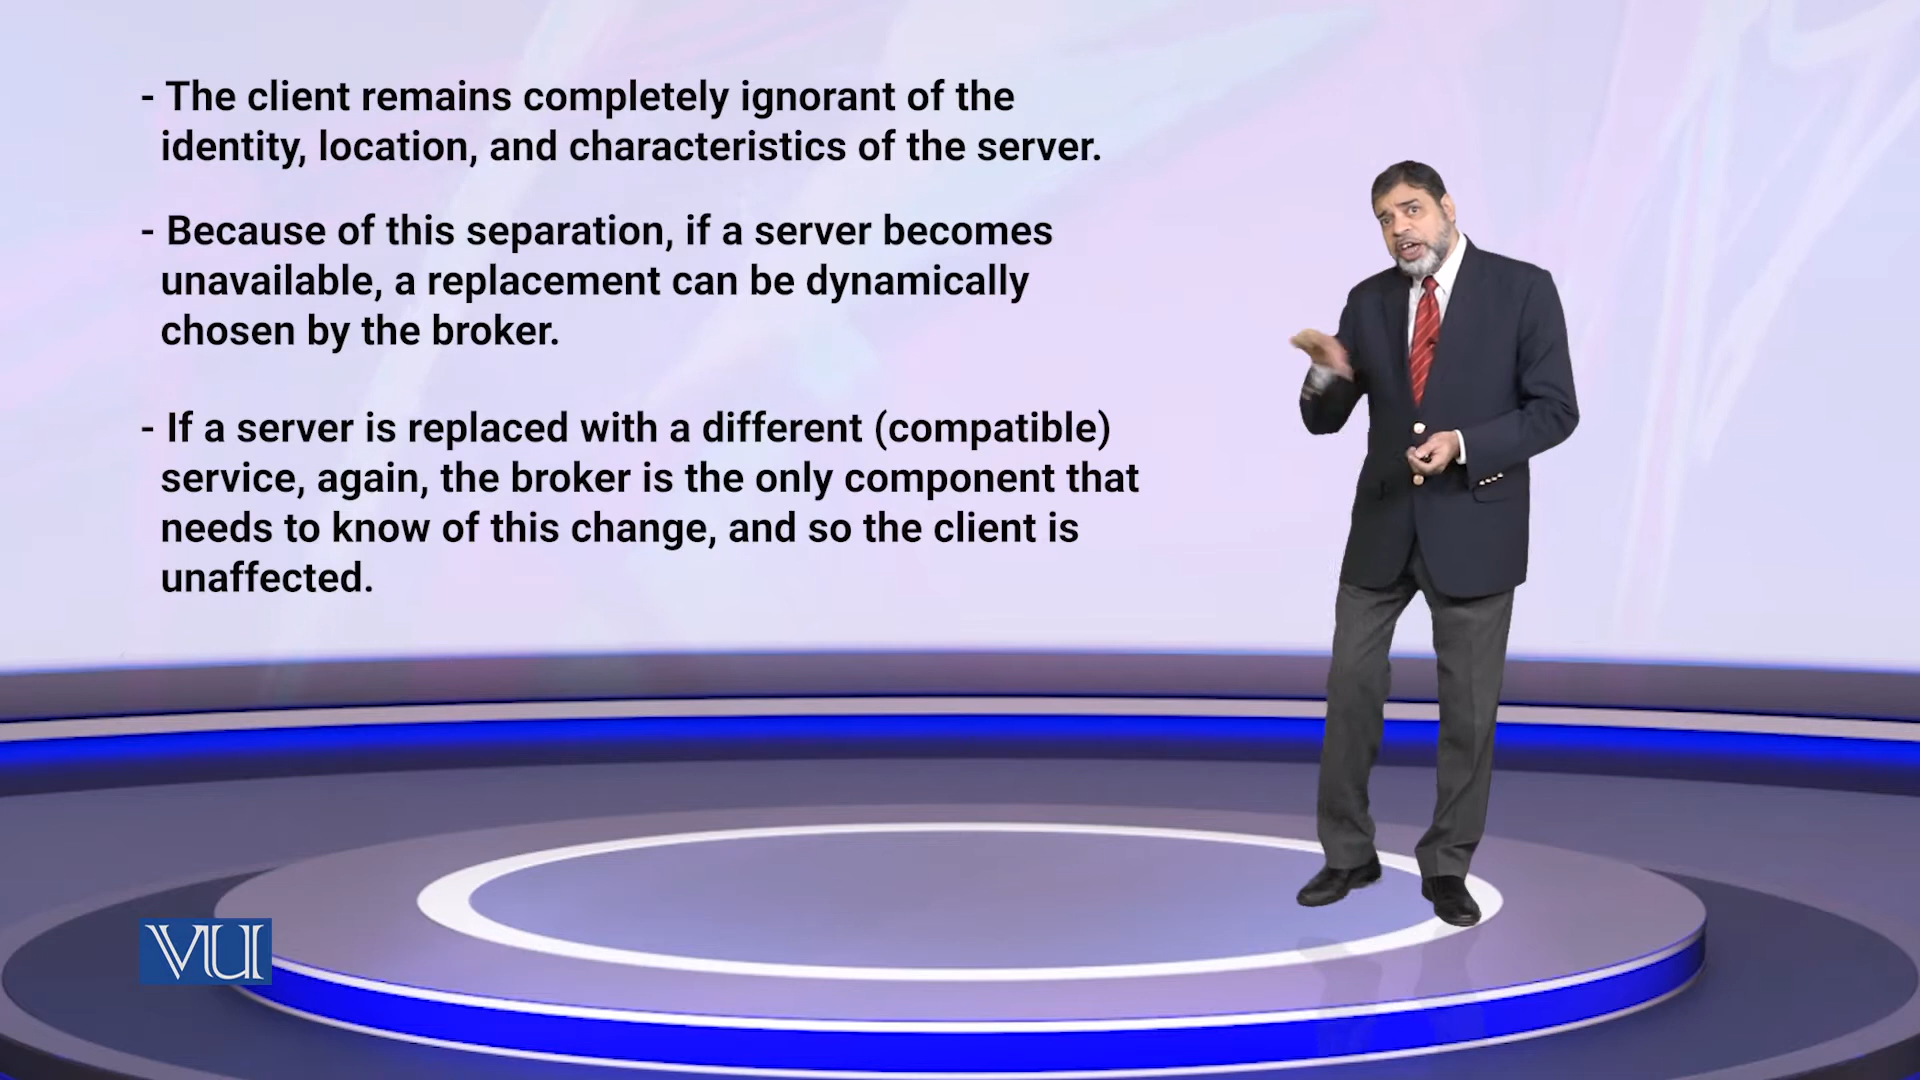 - The client remains completely ignorant of the
identity, location, and characteristics of the server.
- Because of this separation, if a server becomes
unavailable, a replacement can be dynamically
chosen by the broker.
- If a server is replaced with a different (compatible)
service, again, the broker is the only component that
needs to know of this change, and so the client is
unaffected.
VU